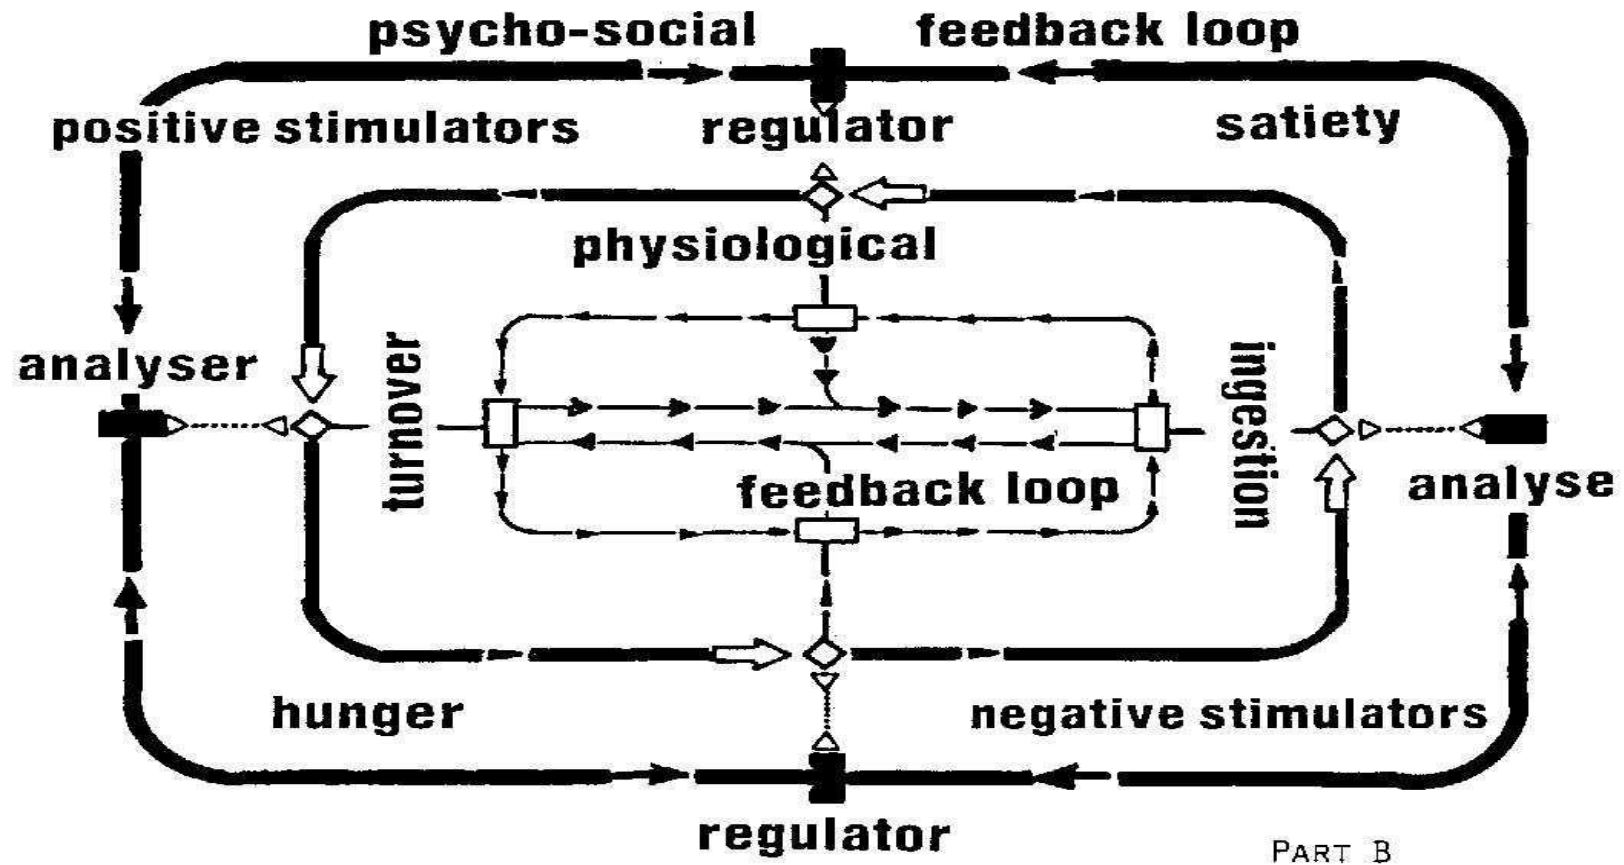 psycho-social feedback loop
positive stimulators regulator satiety
physiological
analyser turnover ingestion
feedback loop analyse
hunger negative stimulators
regulator
PART B